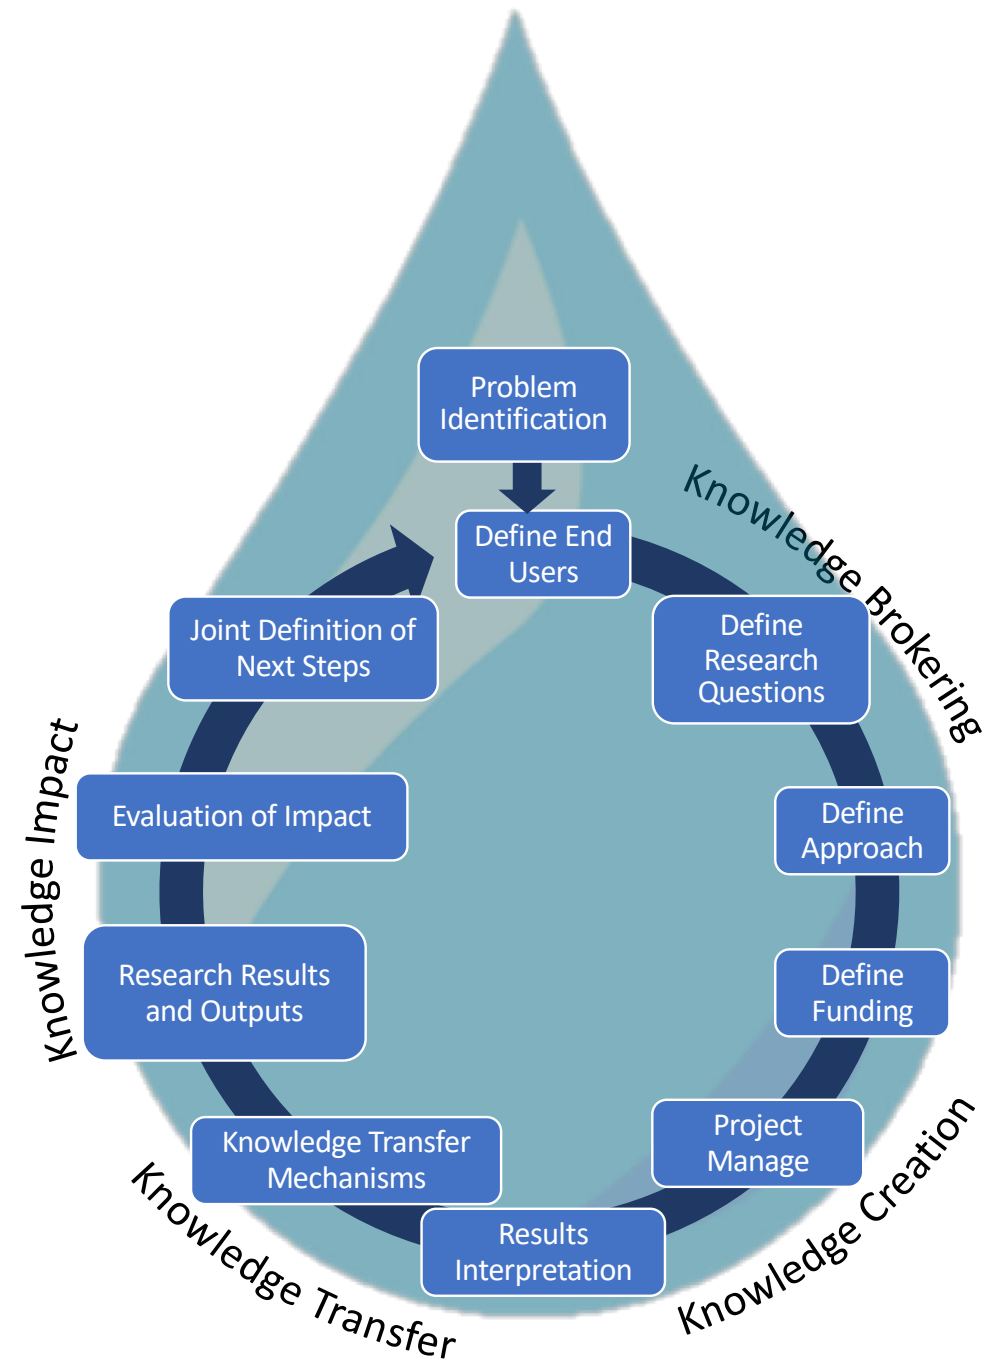 Problem
Identification
Define End
Users
Define
Research
Questions
Knowledge Brokering
Define
Approach
Define
Funding
Project
Manage
Knowledge Creation
Results
Interpretation
Knowledge Transfer
Mechanisms
Knowledge Transfer
Research Results
and Outputs
Evaluation of Impact
Knowledge Impact
Joint Definition of
Next Steps